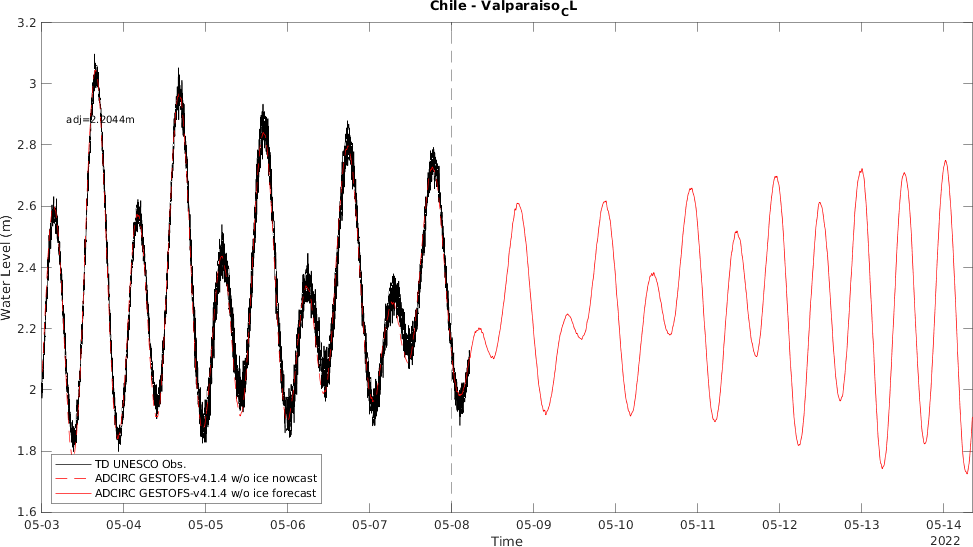 Chile - Valparaiso_CL
3.2
3
2.8
2.6
2.4
2.2
2
1.8
1.6
Water Level (m)
adj=2.2044m
TD UNESCO Obs.
ADCIRC GESTOFS-v4.1.4 w/o ice nowcast
ADCIRC GESTOFS-v4.1.4 w/o ice forecast
05-03 05-04 05-05 05-06 05-07 05-08 05-09 05-10 05-11 05-12 05-13 05-14
Time 2022